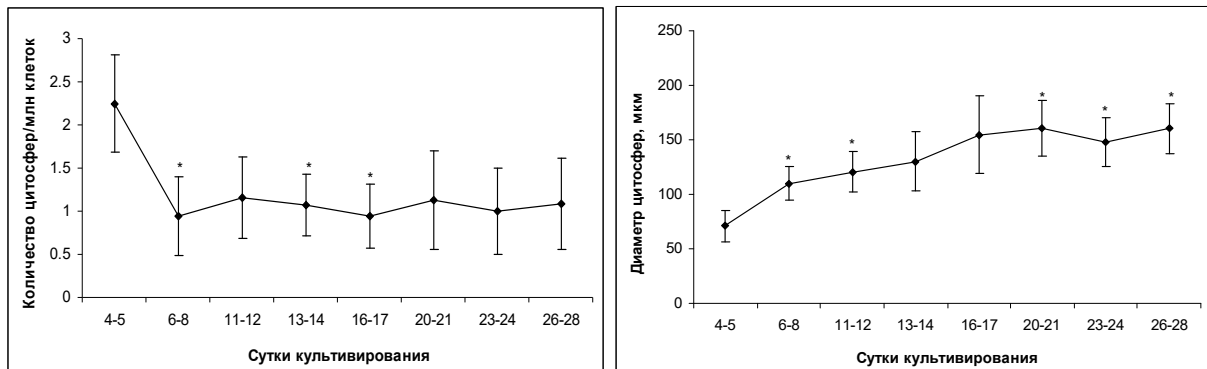 Количество цитосфер/млн клеток
3
2.5
2
1.5
1
0.5
0
* * *
4-5 6-8 11-12 13-14 16-17 20-21 23-24 26-28
Сутки культивирования
Диаметр цитосфер, мкм
250
200
150
100
50
0
* * * * *
4-5 6-8 11-12 13-14 16-17 20-21 23-24 26-28
Сутки культивирования